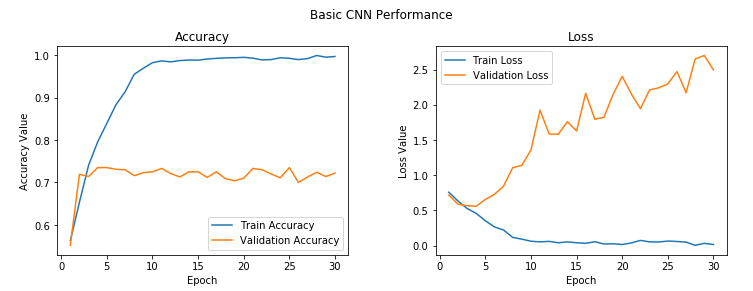 Basic CNN Performance
Accuracy
Accuracy Value
1.0
0.9
0.8
0.7
0.6
Train Accuracy
Validation Accuracy
0 5 10 15 20 25 30
Epoch
Loss
Loss Value
2.5
2.0
1.5
1.0
0.5
0.0
Train Loss
Validation Loss
0 5 10 15 20 25 30
Epoch